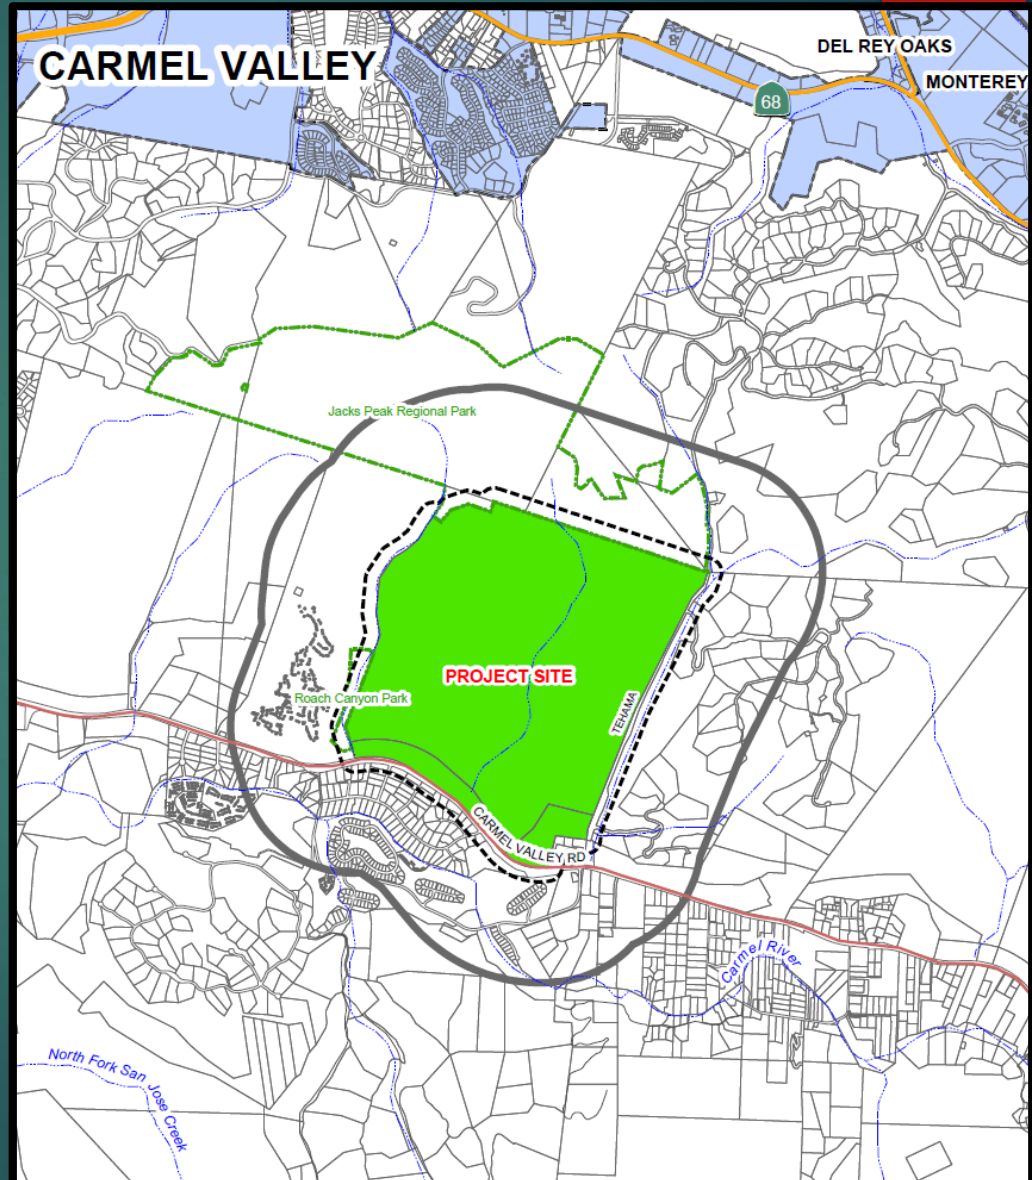 CARMEL VALLEY
DEL REY OAKS
MONTEREY
68
Jacks Peak Regional Park
PROJECT SITE
Roach Canyon Park
TEHAMA
CARMEL VALLEY RD
Carmel River
North Fork San Jose Creek